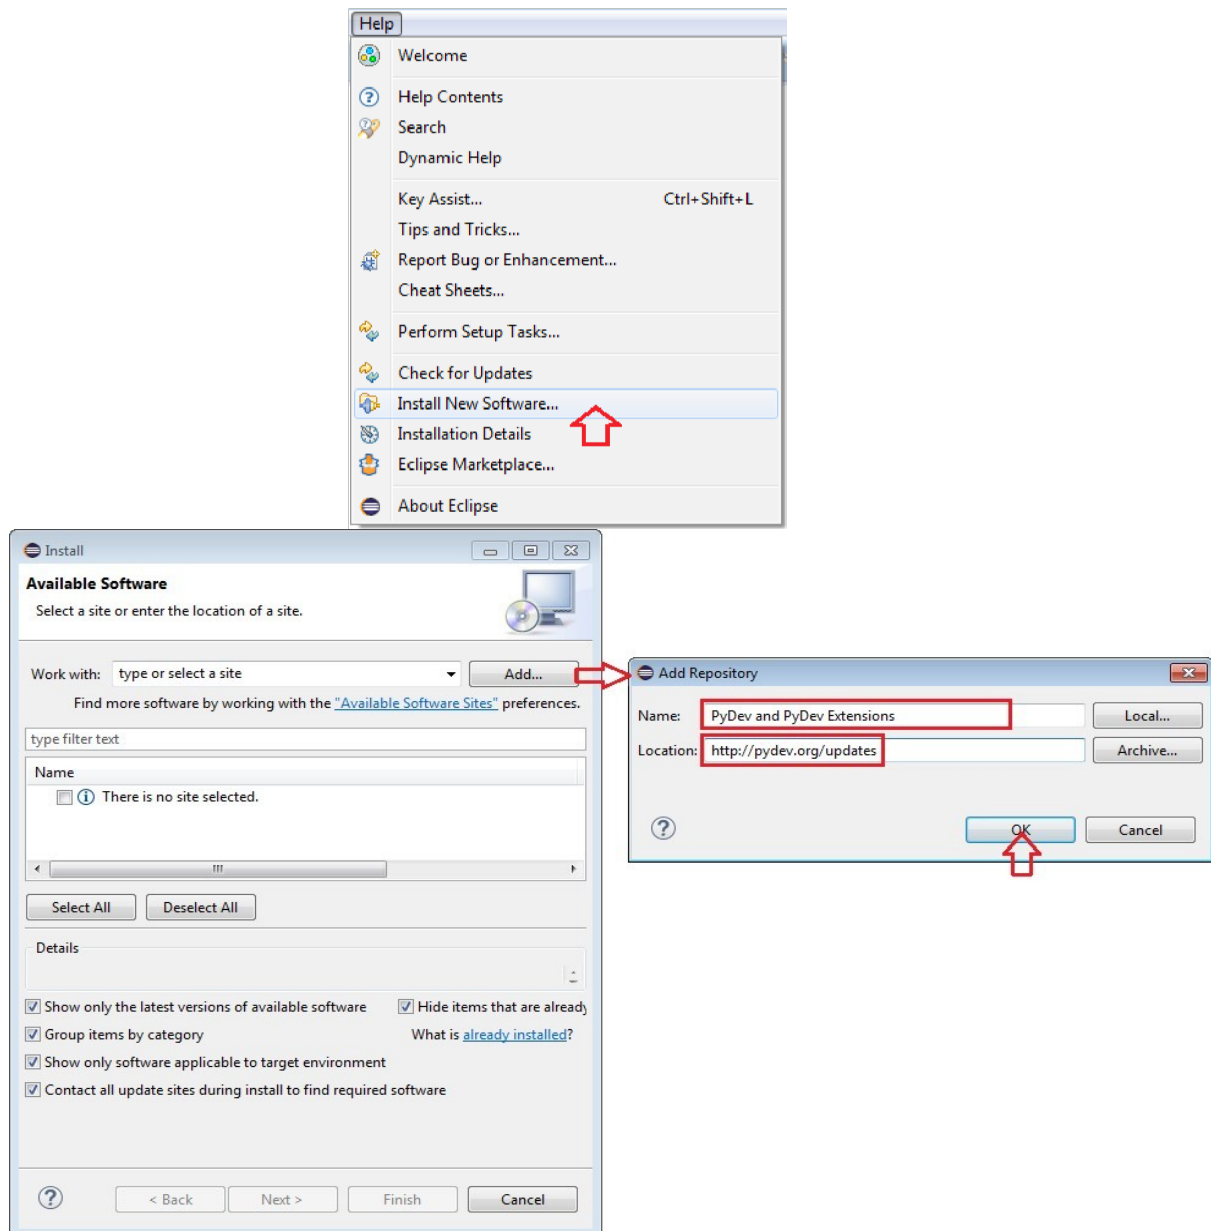 Help
Welcome
Help Contents
Search
Dynamic Help
Key Assist... Ctrl+Shift+L
Tips and Tricks...
Report Bug or Enhancement...
Cheat Sheets...
Perform Setup Tasks...
Check for Updates
Install New Software...
Installation Details
Eclipse Marketplace...
About Eclipse
Install
Available Software
Select a site or enter the location of a site.
Work with: type or select a site Add...
Find more software by working with the "Available Software Sites" preferences.
type filter text
Name
There is no site selected.
Select All Deselect All
Details
Show only the latest versions of available software Hide items that are already
Group items by category What is already installed?
Show only software applicable to target environment
Contact all update sites during install to find required software
< Back Next > Finish Cancel
Add Repository
Name: PyDev and PyDev Extensions Local...
Location: http://pydev.org/updates Archive...
OK Cancel